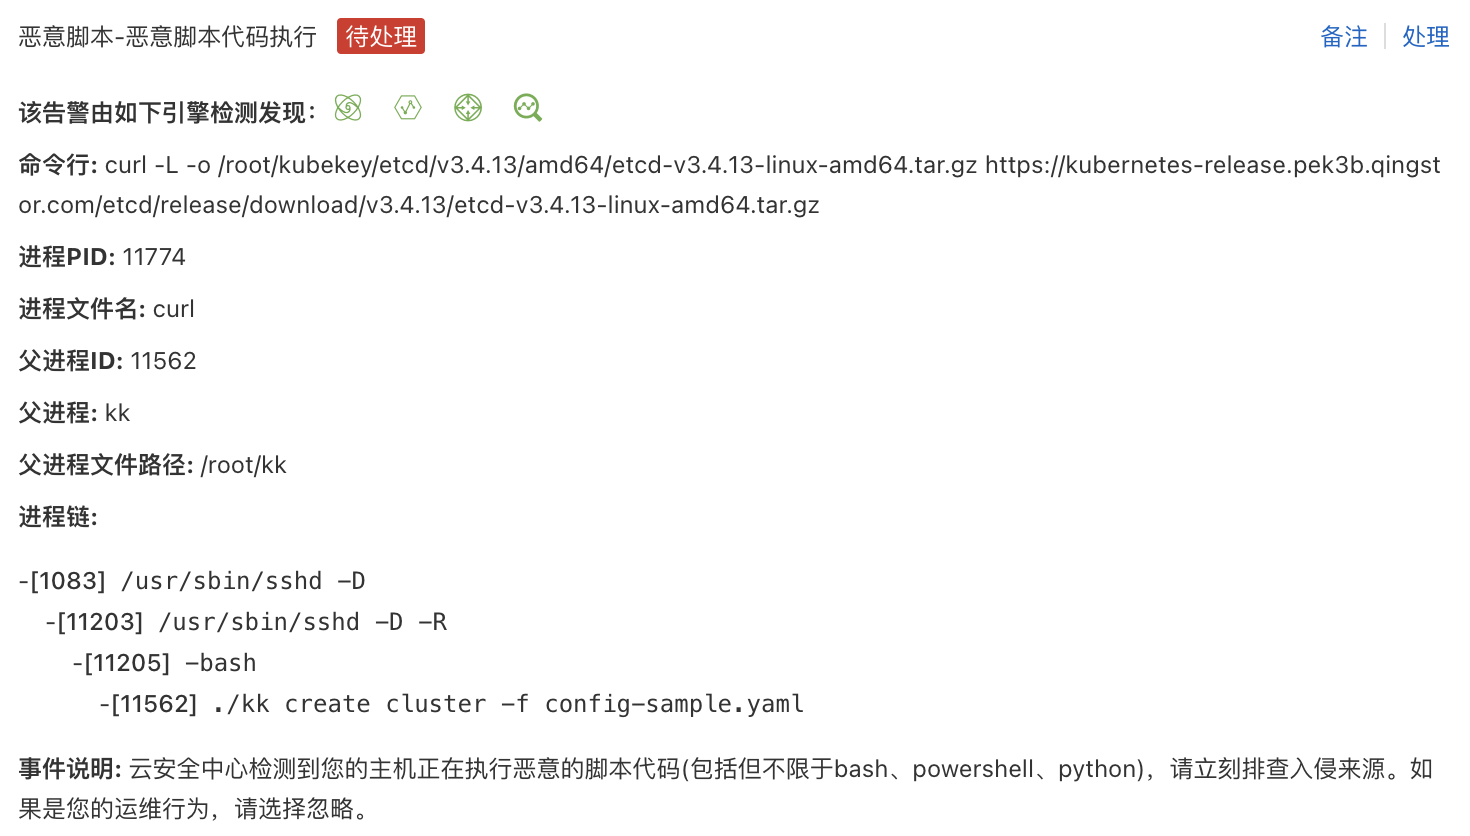 恶意脚本-恶意脚本代码执行 待处理 备注 处理
该告警由如下引擎检测发现：
命令行: curl -L -o /root/kubekey/etcd/v3.4.13/amd64/etcd-v3.4.13-linux-amd64.tar.gz https://kubernetes-release.pek3b.qingst
or.com/etcd/release/download/v3.4.13/etcd-v3.4.13-linux-amd64.tar.gz
进程PID: 11774
进程文件名: curl
父进程ID: 11562
父进程: kk
父进程文件路径: /root/kk
进程链:
-[1083] /usr/sbin/sshd -D
-[11203] /usr/sbin/sshd -D -R
-[11205] -bash
-[11562] ./kk create cluster -f config-sample.yaml
事件说明: 云安全中心检测到您的主机正在执行恶意的脚本代码(包括但不限于bash、powershell、python)，请立刻排查入侵来源。如
果是您的运维行为，请选择忽略。